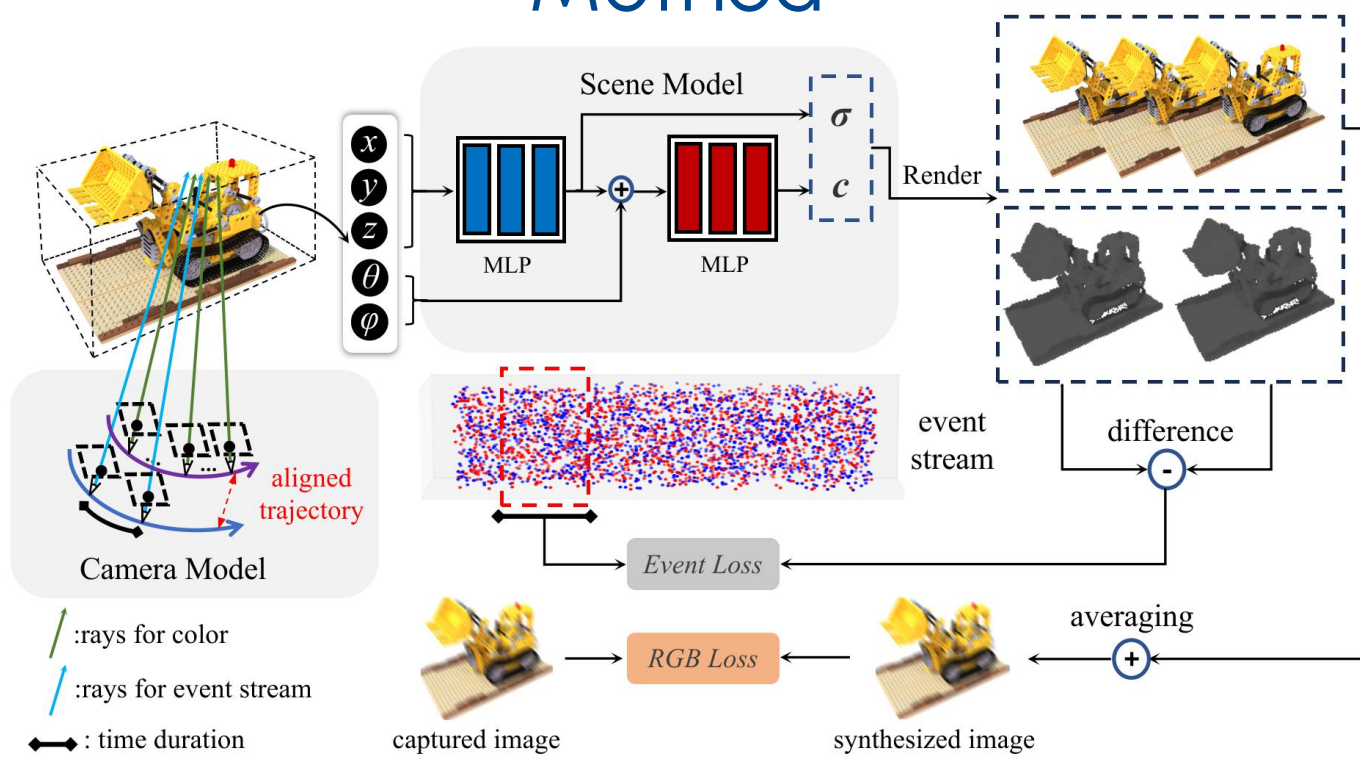 Method
Scene Model
x
y
z
θ
φ
MLP
+
MLP
σ
c
Render
event
stream
difference
-
aligned
trajectory
...
...
Camera Model
Event Loss
:rays for color
:rays for event stream
: time duration
RGB Loss
averaging
+
captured image
synthesized image